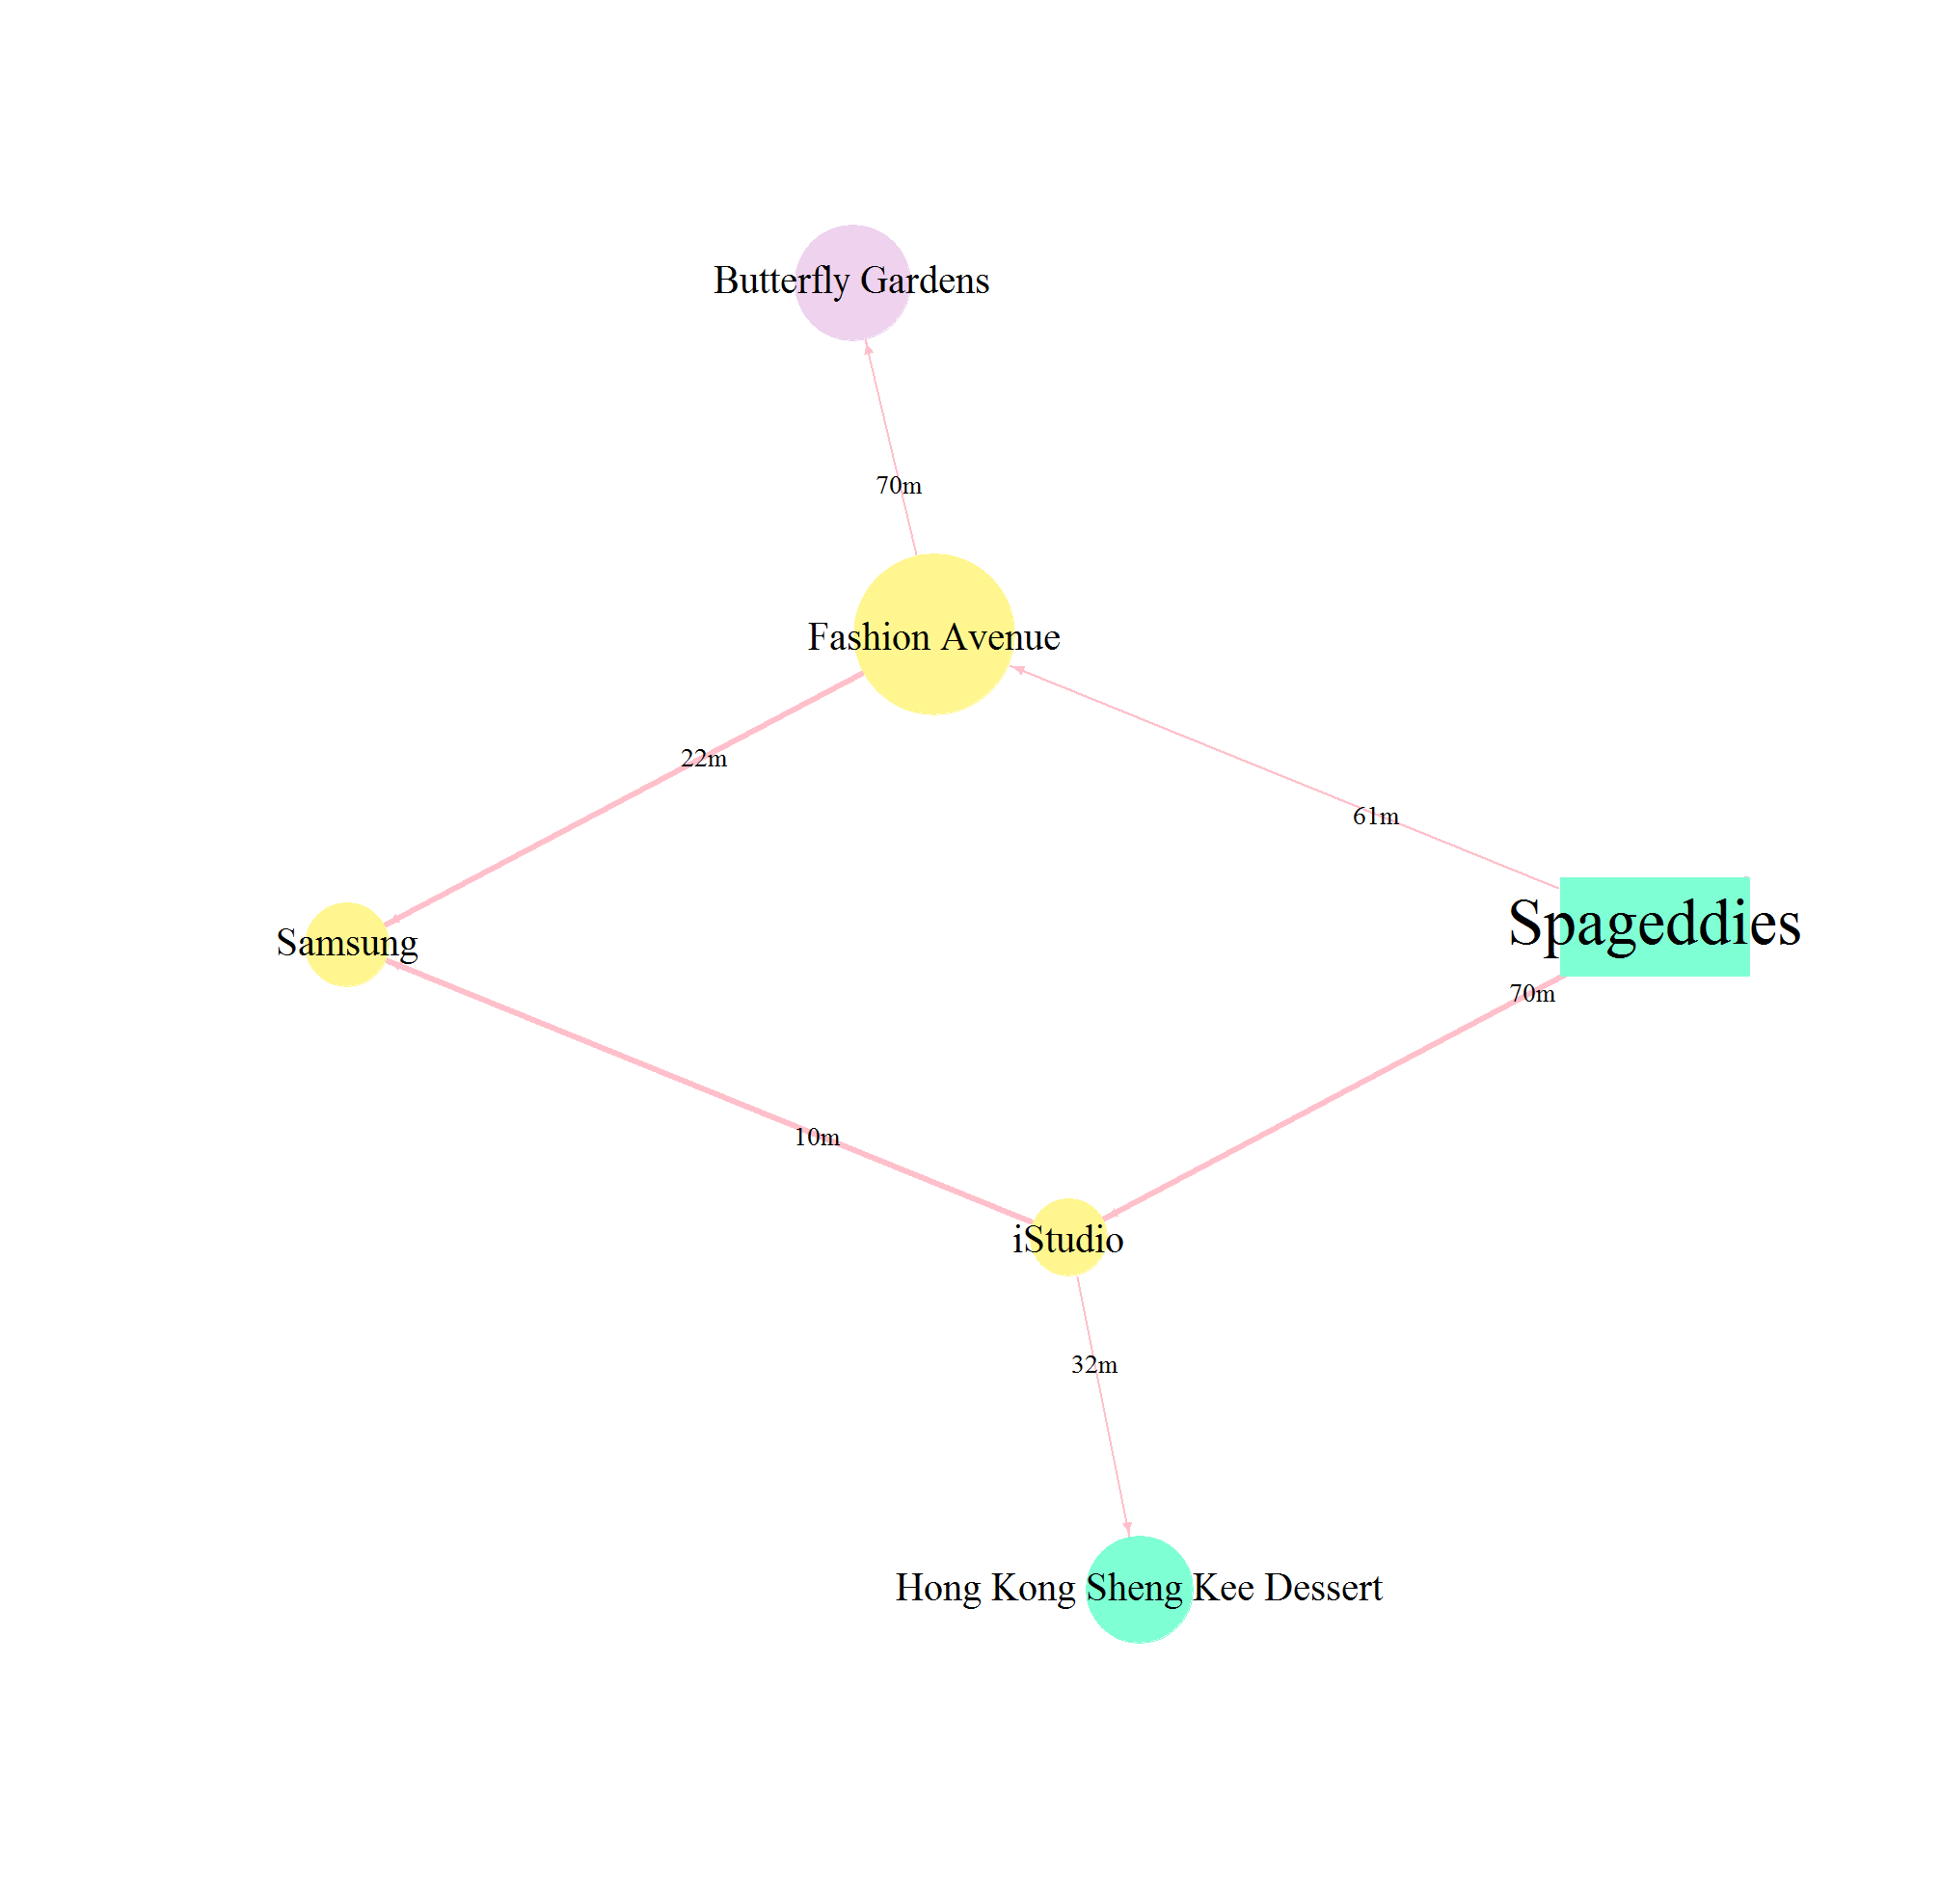 Butterfly Gardens
70m
Fashion Avenue
22m
61m
Spageddies
Samsung
70m
10m
iStudio
32m
Hong Kong Sheng Kee Dessert